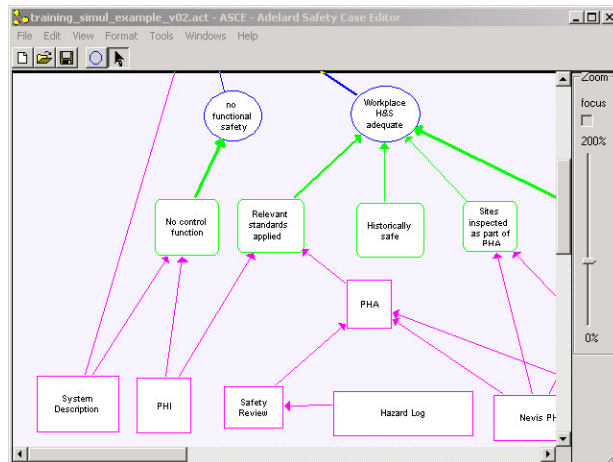 training_simul_example_v02.act - ASCE - Adelard Safety Case Editor
File Edit View Format Tools Windows Help
Zoom
focus
200%
0%
no
functional
safety
Workplace
H&S
adequate
No control
function
Relevant
standards
applied
Historically
safe
Sites
inspected
as part of
PHA
PHA
System
Description
PHI
Safety
Review
Hazard Log
Nevis PH